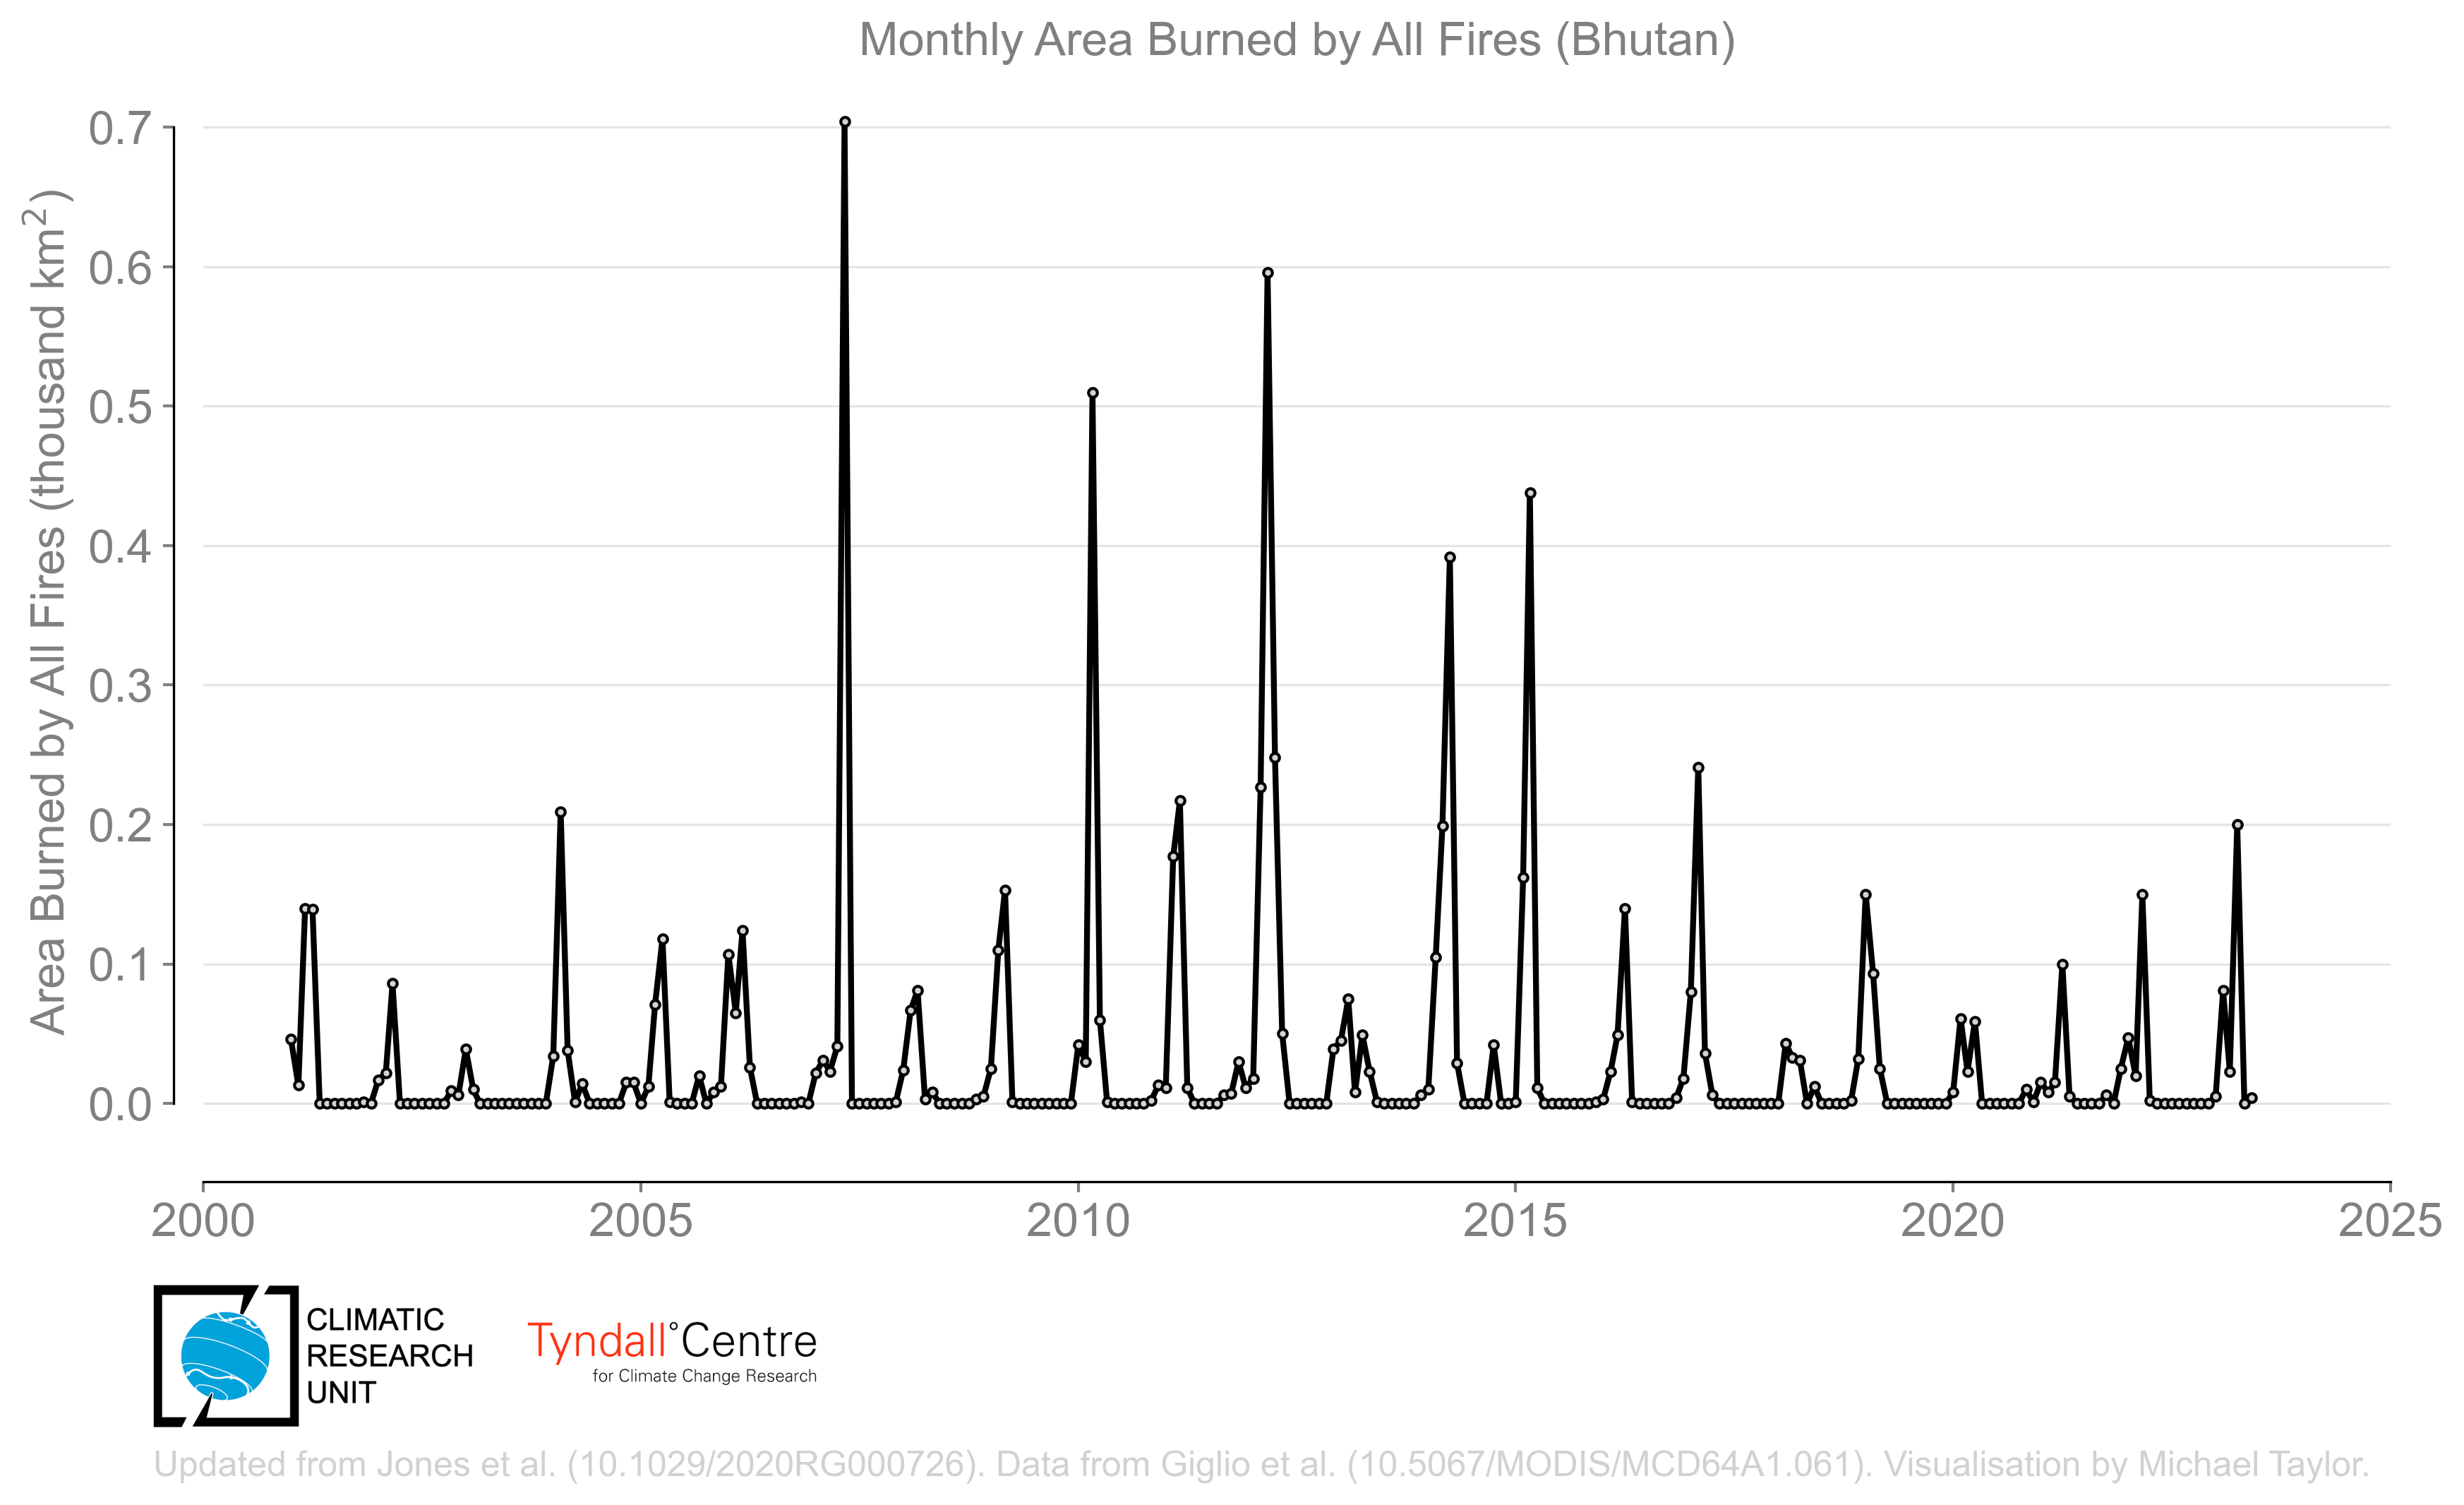 Monthly Area Burned by All Fires (Bhutan)
Area Burned by All Fires (thousand km²)
0.7
0.6
0.5
0.4
0.3
0.2
0.1
0.0
2000 2005 2010 2015 2020 2025
CLIMATIC
RESEARCH
UNIT
Tyndall°Centre
for Climate Change Research
Updated from Jones et al. (10.1029/2020RG000726). Data from Giglio et al. (10.5067/MODIS/MCD64A1.061). Visualisation by Michael Taylor.